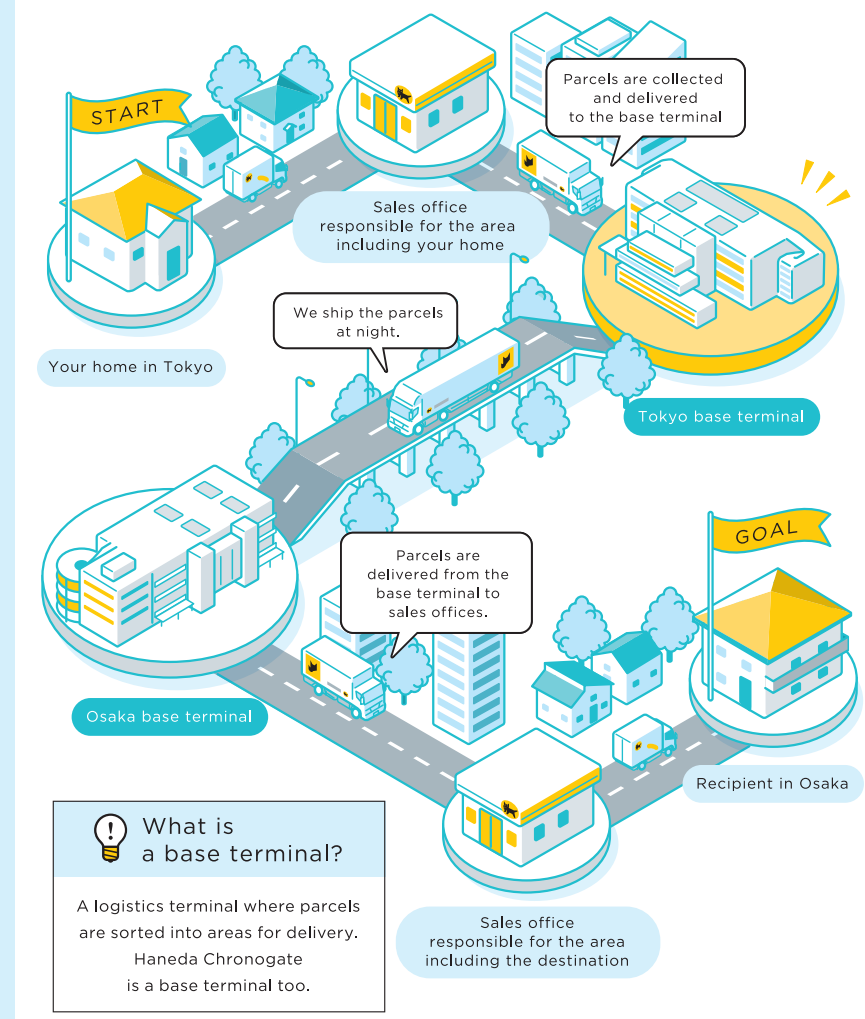 START
Parcels are collected
and delivered
to the base terminal
Sales office
responsible for the area
including your home
We ship the parcels
at night.
Your home in Tokyo
Tokyo base terminal
GOAL
Parcels are
delivered from the
base terminal to
sales offices.
Osaka base terminal
Recipient in Osaka
What is
a base terminal?
A logistics terminal where parcels
are sorted into areas for delivery.
Haneda Chronogate
is a base terminal too.
Sales office
responsible for the area
including the destination